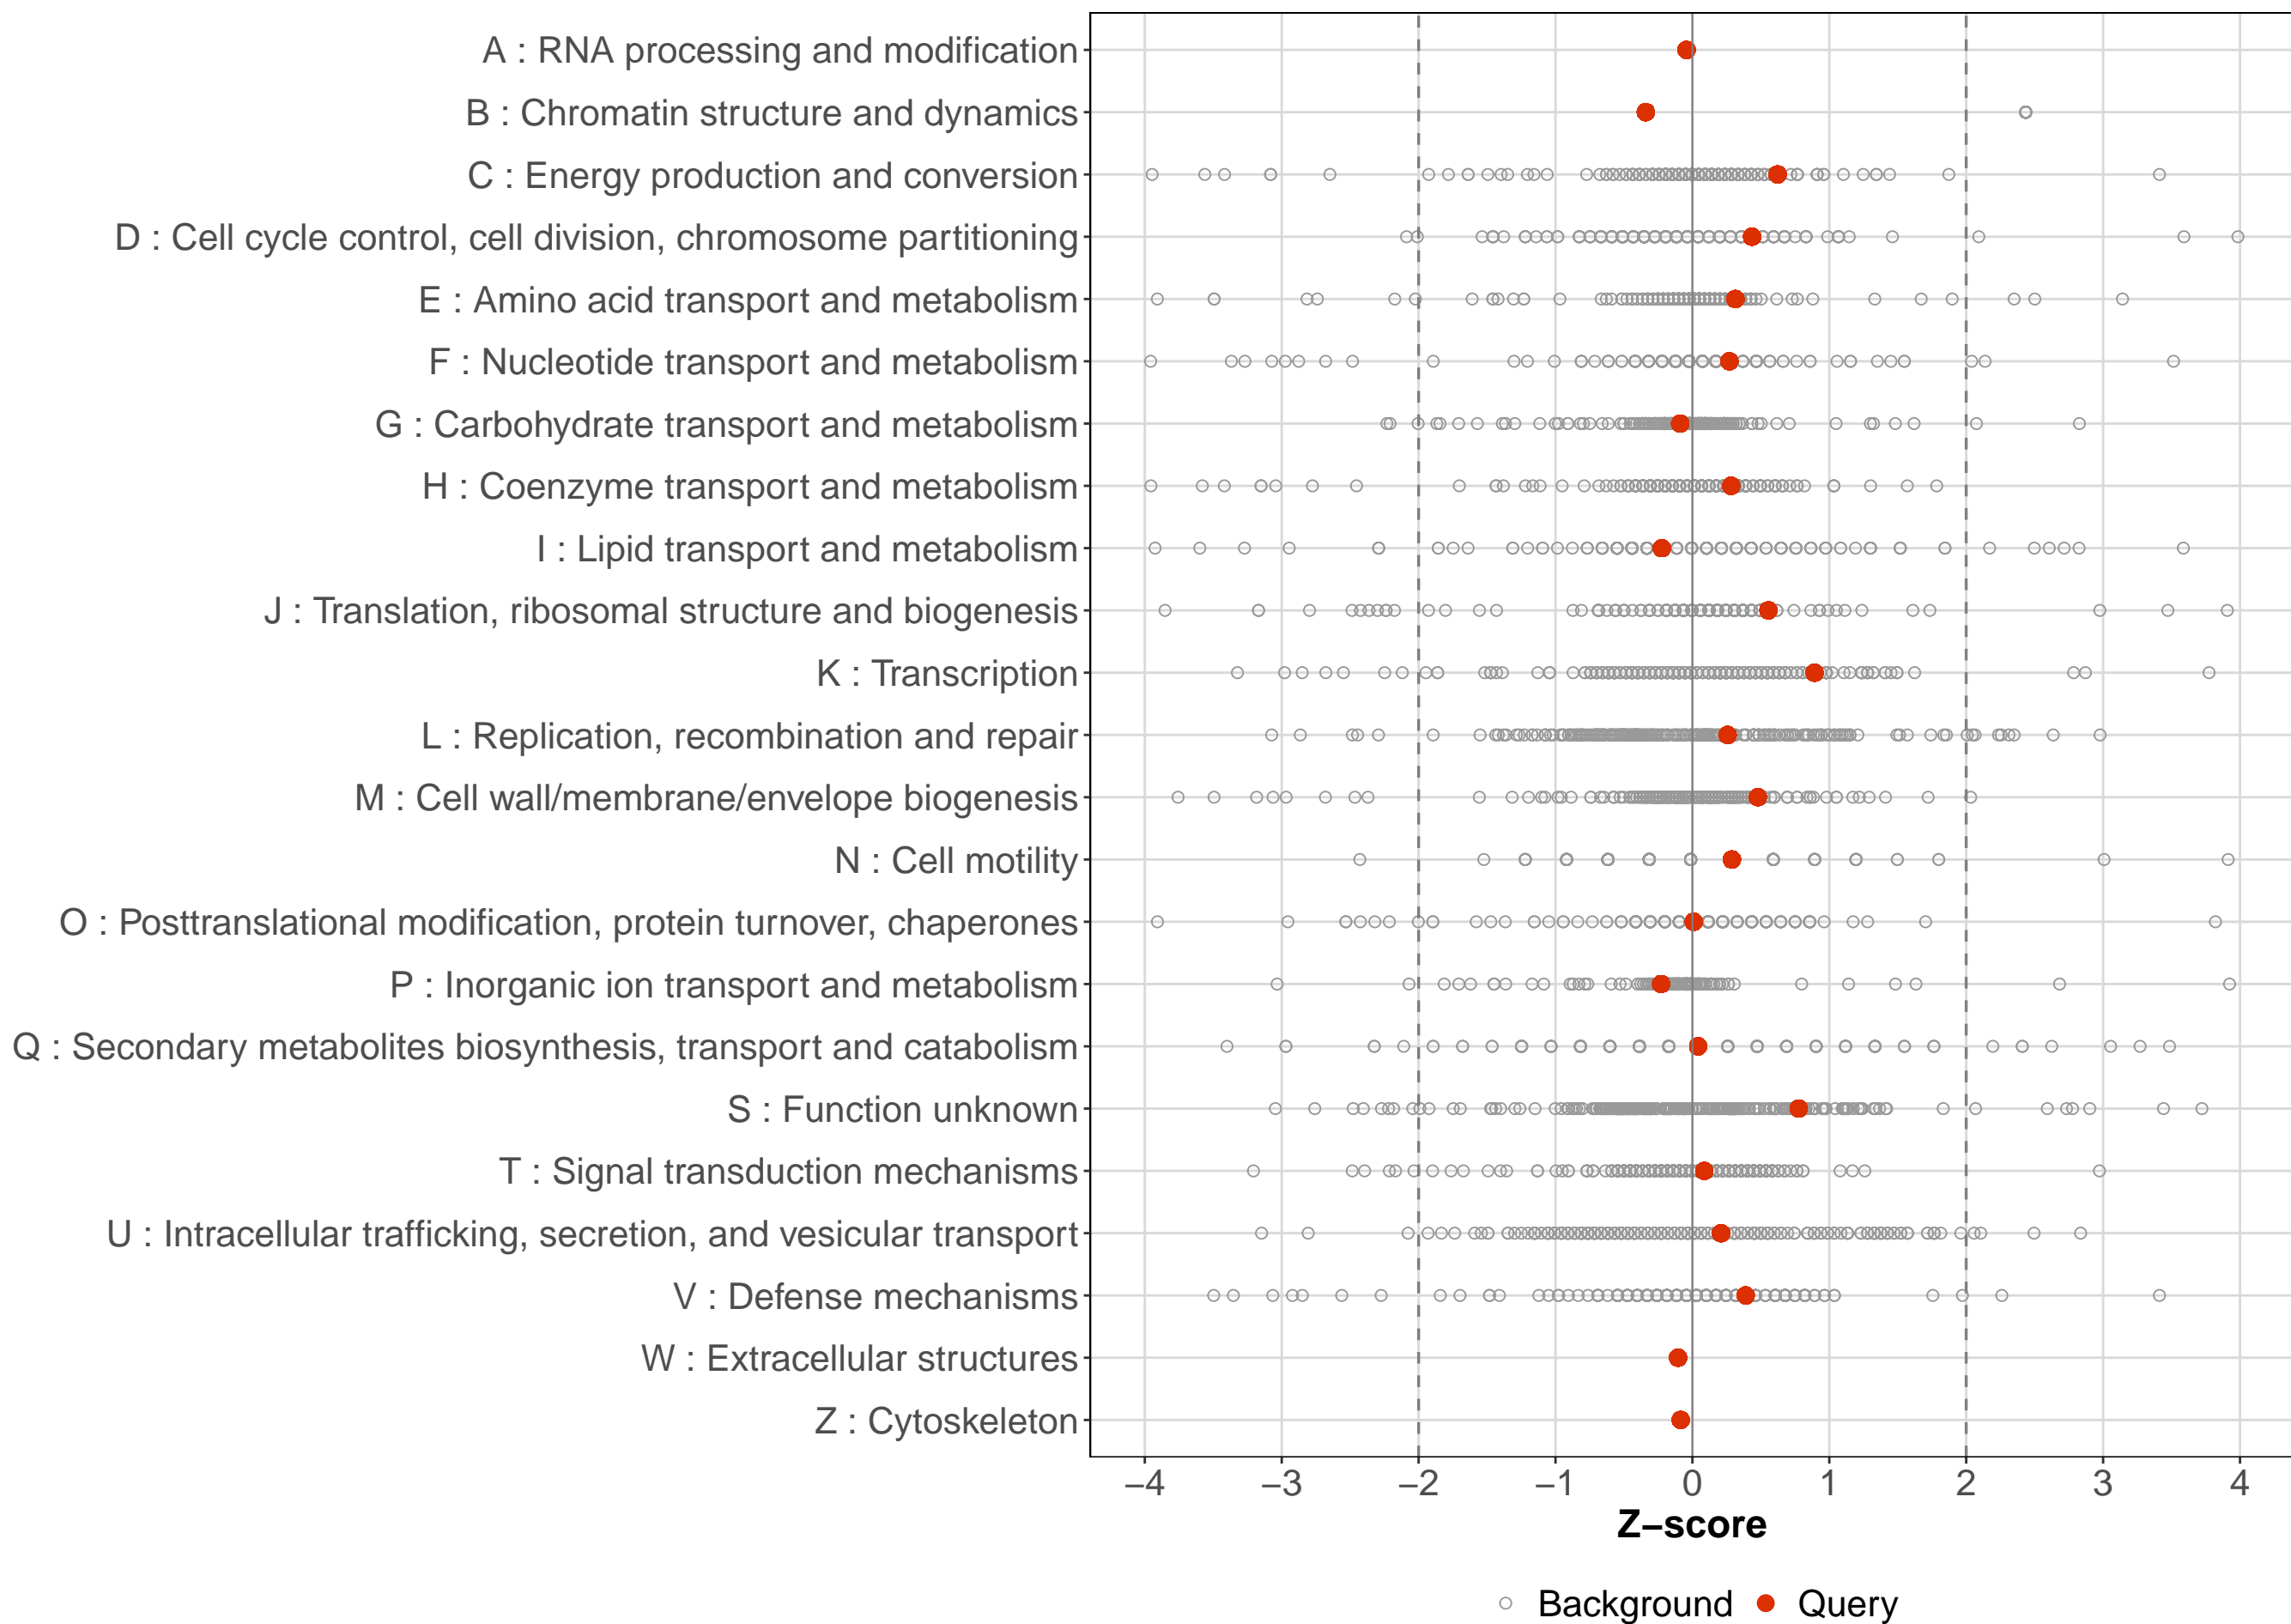 A : RNA processing and modification
B : Chromatin structure and dynamics
C : Energy production and conversion
D : Cell cycle control, cell division, chromosome partitioning
E : Amino acid transport and metabolism
F : Nucleotide transport and metabolism
G : Carbohydrate transport and metabolism
H : Coenzyme transport and metabolism
I : Lipid transport and metabolism
J : Translation, ribosomal structure and biogenesis
K : Transcription
L : Replication, recombination and repair
M : Cell wall/membrane/envelope biogenesis
N : Cell motility
O : Posttranslational modification, protein turnover, chaperones
P : Inorganic ion transport and metabolism
Q : Secondary metabolites biosynthesis, transport and catabolism
S : Function unknown
T : Signal transduction mechanisms
U : Intracellular trafficking, secretion, and vesicular transport
V : Defense mechanisms
W : Extracellular structures
Z : Cytoskeleton
−4 −3 −2 −1 0 1 2 3 4
Z−score
Background Query